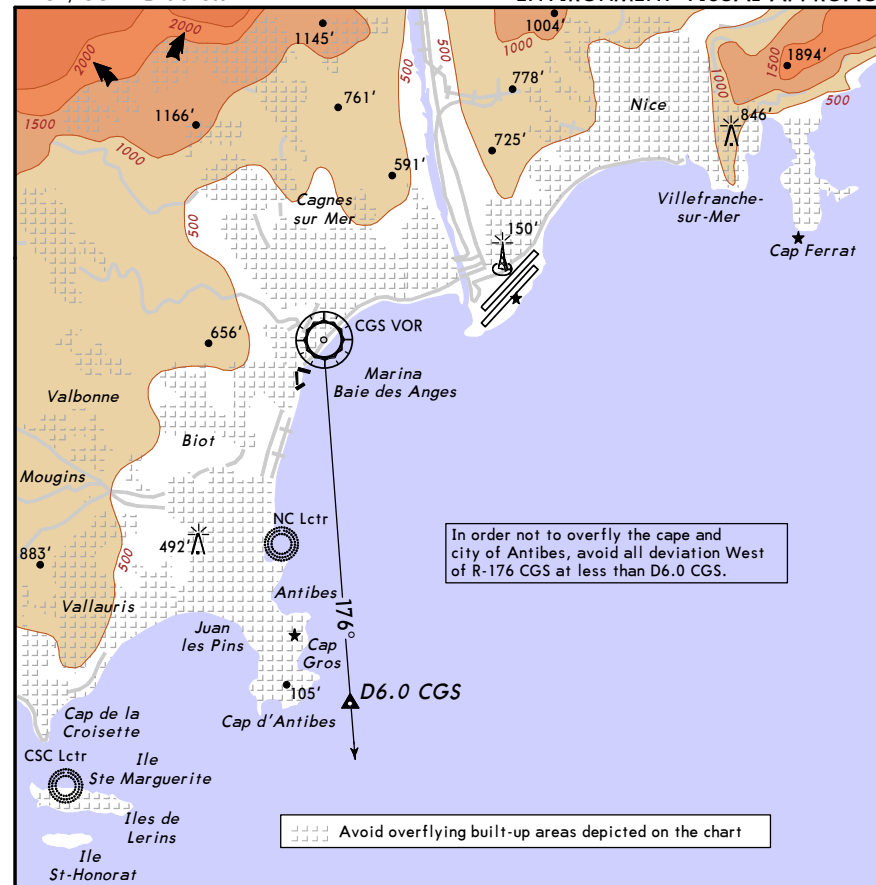 2000
2000
1145'
500
500
1000
1004'
1000
1500
1894'
500
778'
Nice
846'
761'
1166'
1500
1000
725'
591'
Cagnes
sur Mer
Villefranche-
sur-Mer
500
150'
Cap Ferrat
CGS VOR
656'
Marina
Baie des Anges
Valbonne
Biot
Mougins
NC Lctr
492'
883'
500
In order not to overfly the cape and
city of Antibes, avoid all deviation West
of R-176 CGS at less than D6.0 CGS.
Vallauris
Antibes
176°
Juan
les Pins
Cap
Gros
105'
D6.0 CGS
Cap d'Antibes
Cap de la
Croisette
CSC Lctr
Ile
Ste Marguerite
Iles de
Lerins
Avoid overflying built-up areas depicted on the chart
Ile
St-Honorat